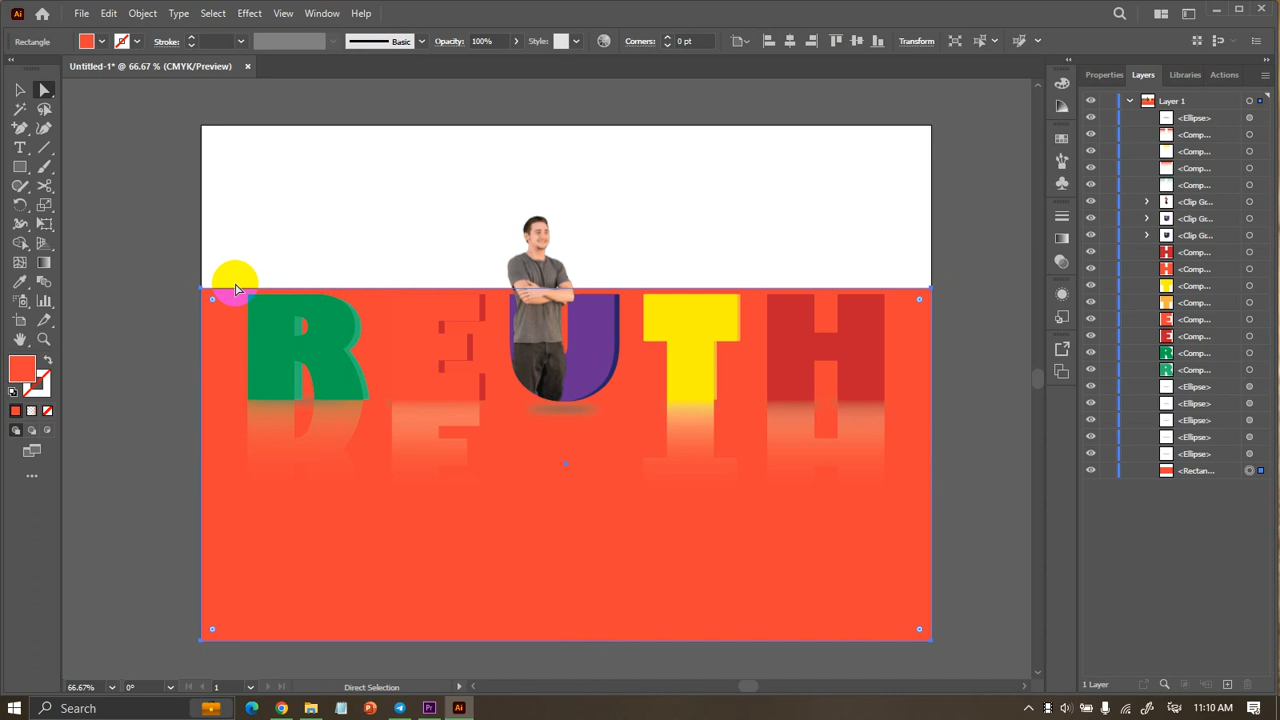 Ai File Edit Object Type Select Effect View Window Help
Rectangle Stroke: Basic Opacity: 100% Style: Corners: 0 pt Transform
Untitled-1* @ 66.67 % (CMYK/Preview) ×
Properties Layers Libraries Actions
Layer 1
<Ellipse>
<Comp...
<Comp...
<Comp...
<Comp...
<Clip Gr...
<Clip Gr...
<Clip Gr...
<Comp...
<Comp...
<Comp...
<Comp...
<Comp...
<Comp...
<Comp...
<Comp...
<Ellipse>
<Ellipse>
<Ellipse>
<Ellipse>
<Ellipse>
<Rectan...
REUTH
66.67% 0° 1 Direct Selection
1 Layer
Search Pr Ai 11:10 AM